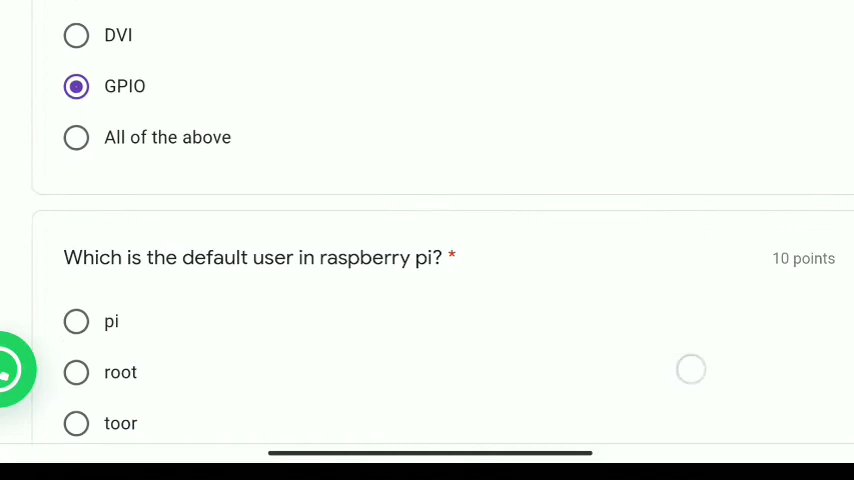 DVI
GPIO
All of the above
Which is the default user in raspberry pi? *
10 points
pi
root
toor